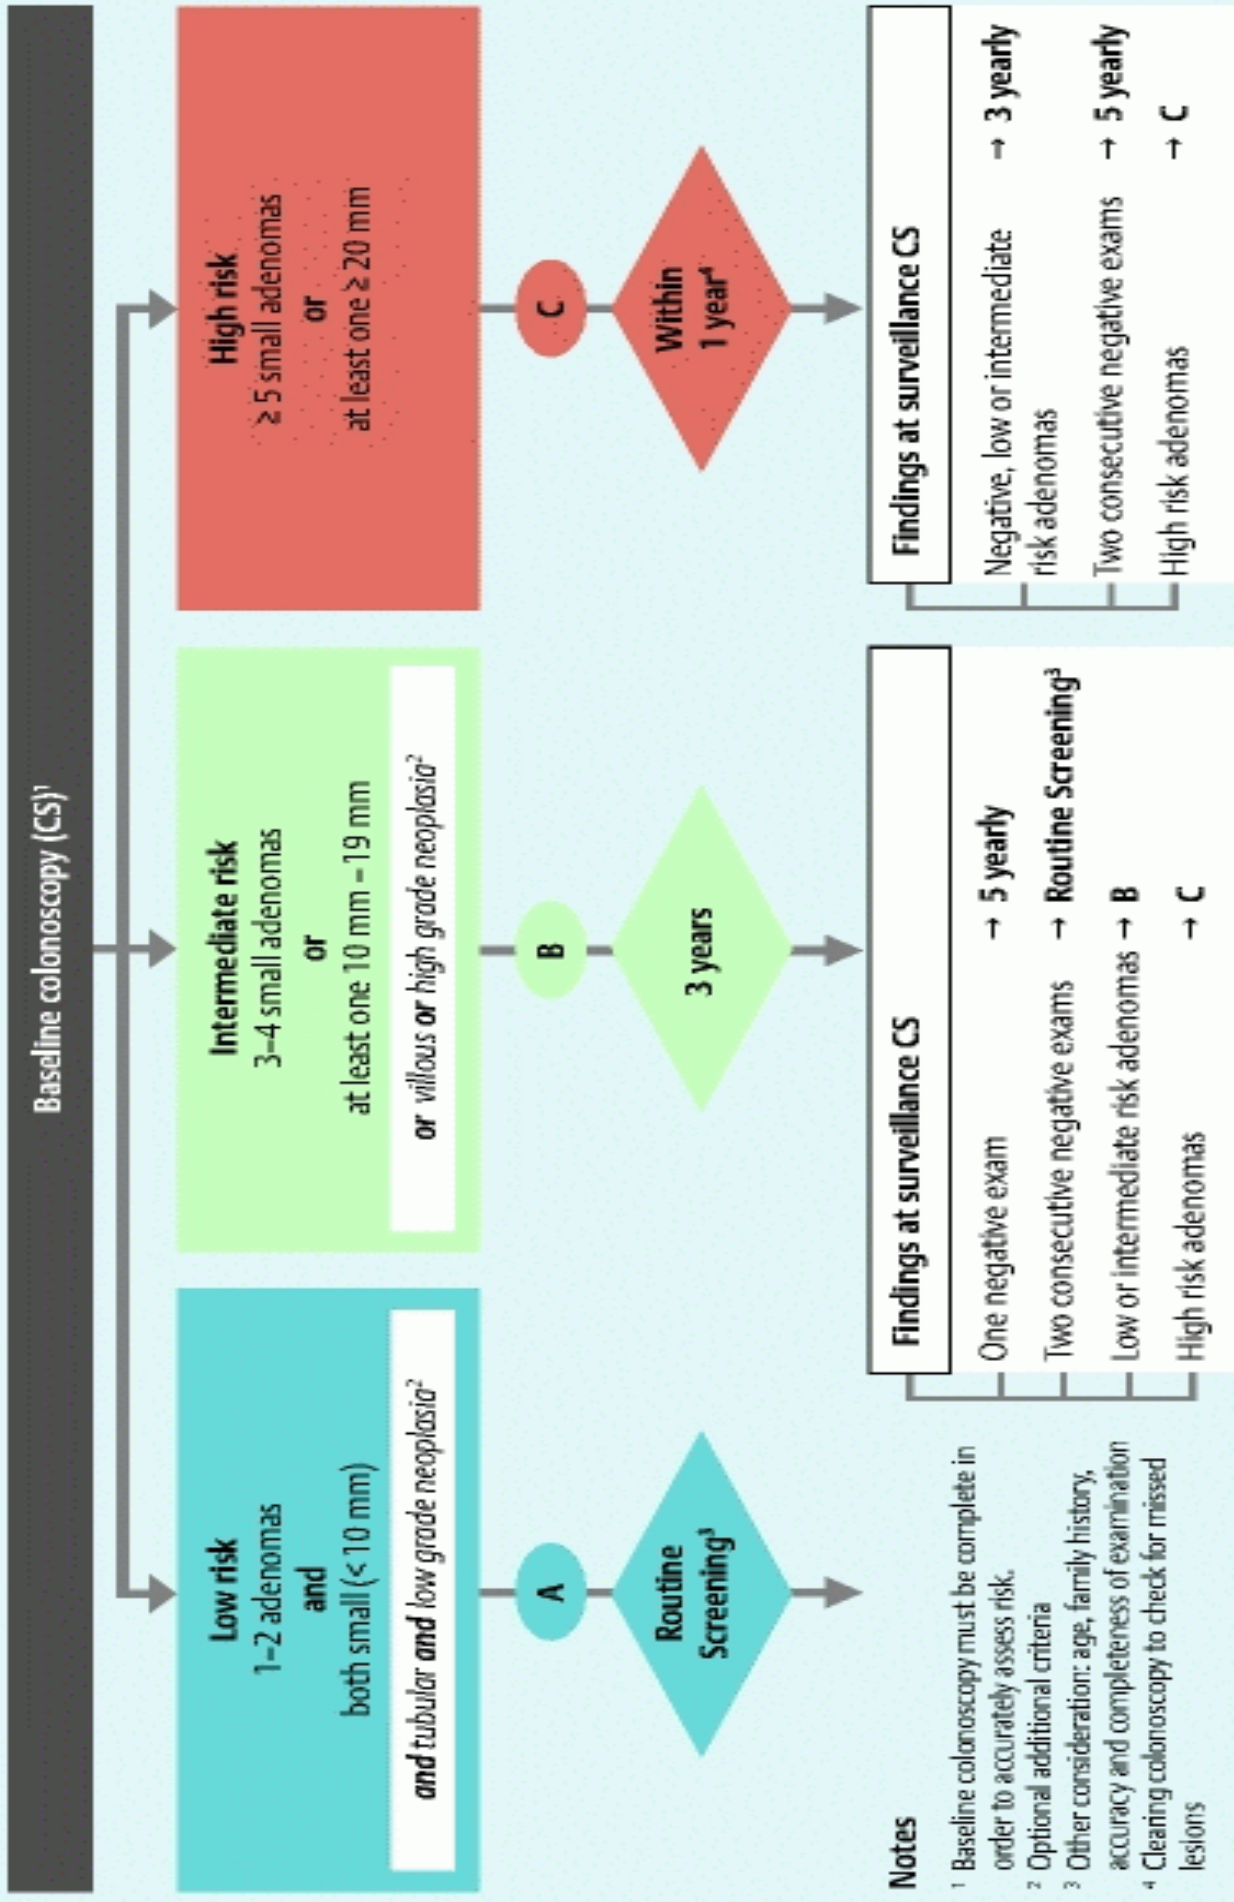 Baseline colonoscopy (CS)¹
Low risk
1–2 adenomas
and
both small (< 10 mm)
and tubular and low grade neoplasia²
A
Routine
Screening³
Intermediate risk
3–4 small adenomas
or
at least one 10 mm – 19 mm
or villous or high grade neoplasia²
B
3 years
High risk
≥ 5 small adenomas
or
at least one ≥ 20 mm
C
Within
1 year⁴
Findings at surveillance CS
One negative exam → 5 yearly
Two consecutive negative exams → Routine Screening³
Low or intermediate risk adenomas → B
High risk adenomas → C
Findings at surveillance CS
Negative, low or intermediate → 3 yearly
risk adenomas
Two consecutive negative exams → 5 yearly
High risk adenomas → C
Notes
¹ Baseline colonoscopy must be complete in
order to accurately assess risk.
² Optional additional criteria
³ Other consideration: age, family history,
accuracy and completeness of examination
⁴ Clearing colonoscopy to check for missed
lesions